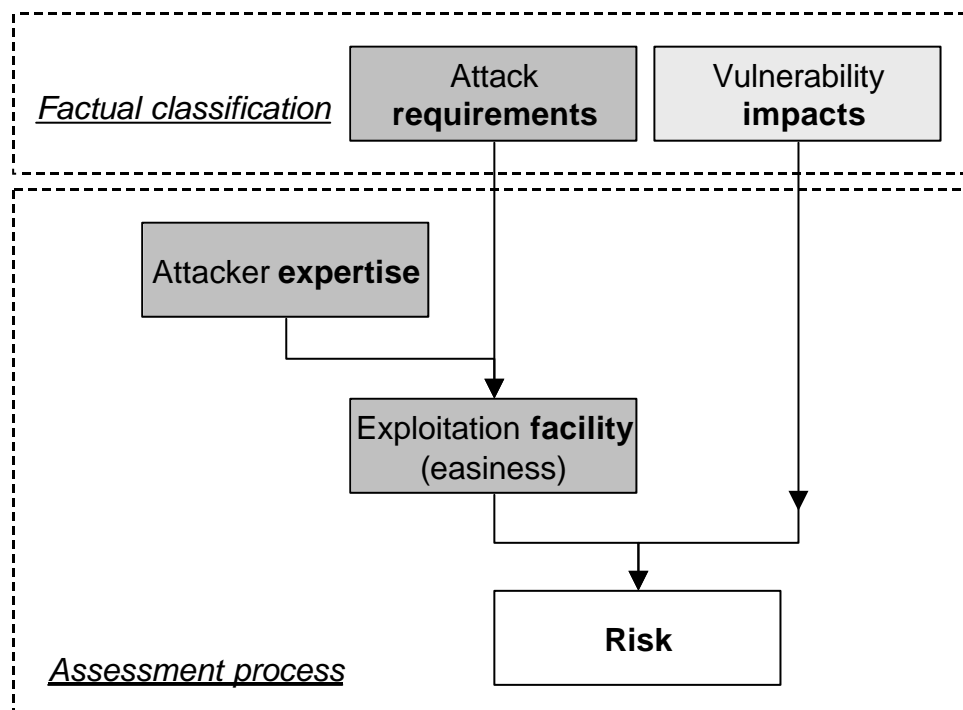 Factual classification
Attack
requirements
Vulnerability
impacts
Attacker expertise
Exploitation facility
(easiness)
Risk
Assessment process